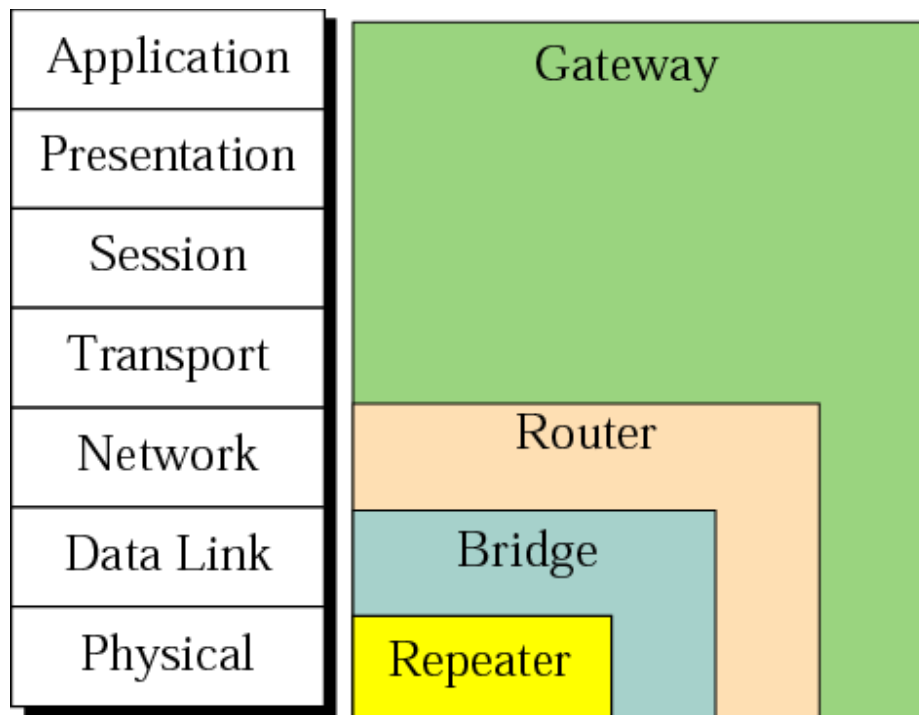 Application
Presentation
Session
Transport
Network
Data Link
Physical
Gateway
Router
Bridge
Repeater